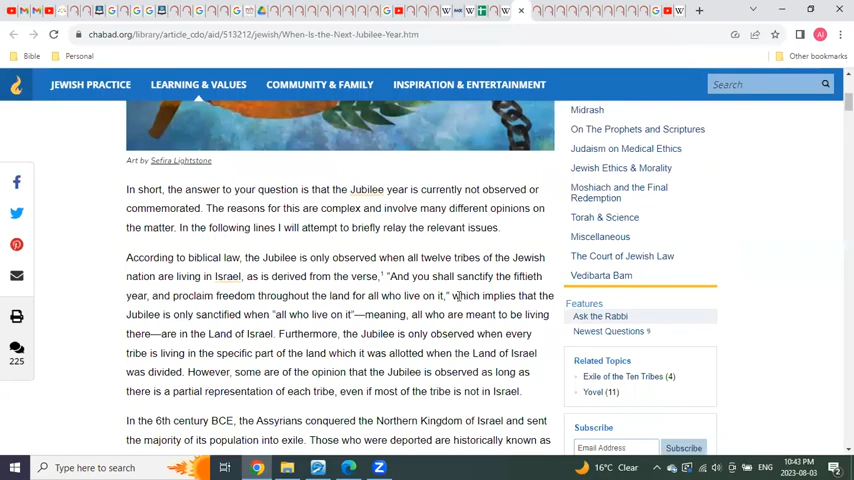 chabad.org/library/article_cdo/aid/513212/jewish/When-Is-the-Next-Jubilee-Year.htm
Bible
Personal
Other bookmarks
JEWISH PRACTICE
LEARNING & VALUES
COMMUNITY & FAMILY
INSPIRATION & ENTERTAINMENT
Search
Art by Sefira Lightstone
In short, the answer to your question is that the Jubilee year is currently not observed or
commemorated. The reasons for this are complex and involve many different opinions on
the matter. In the following lines I will attempt to briefly relay the relevant issues.
According to biblical law, the Jubilee is only observed when all twelve tribes of the Jewish
nation are living in Israel, as is derived from the verse,1 "And you shall sanctify the fiftieth
year, and proclaim freedom throughout the land for all who live on it," which implies that the
Jubilee is only sanctified when "all who live on it"—meaning, all who are meant to be living
there—are in the Land of Israel. Furthermore, the Jubilee is only observed when every
tribe is living in the specific part of the land which it was allotted when the Land of Israel
was divided. However, some are of the opinion that the Jubilee is observed as long as
there is a partial representation of each tribe, even if most of the tribe is not in Israel.
In the 6th century BCE, the Assyrians conquered the Northern Kingdom of Israel and sent
the majority of its population into exile. Those who were deported are historically known as
225
Midrash
On The Prophets and Scriptures
Judaism on Medical Ethics
Jewish Ethics & Morality
Moshiach and the Final
Redemption
Torah & Science
Miscellaneous
The Court of Jewish Law
Vedibarta Bam
Features
Ask the Rabbi
Newest Questions 9
Related Topics
Exile of the Ten Tribes (4)
Yovel (11)
Subscribe
Email Address
Subscribe
Type here to search
16°C Clear
ENG
10:43 PM
2023-08-03
2